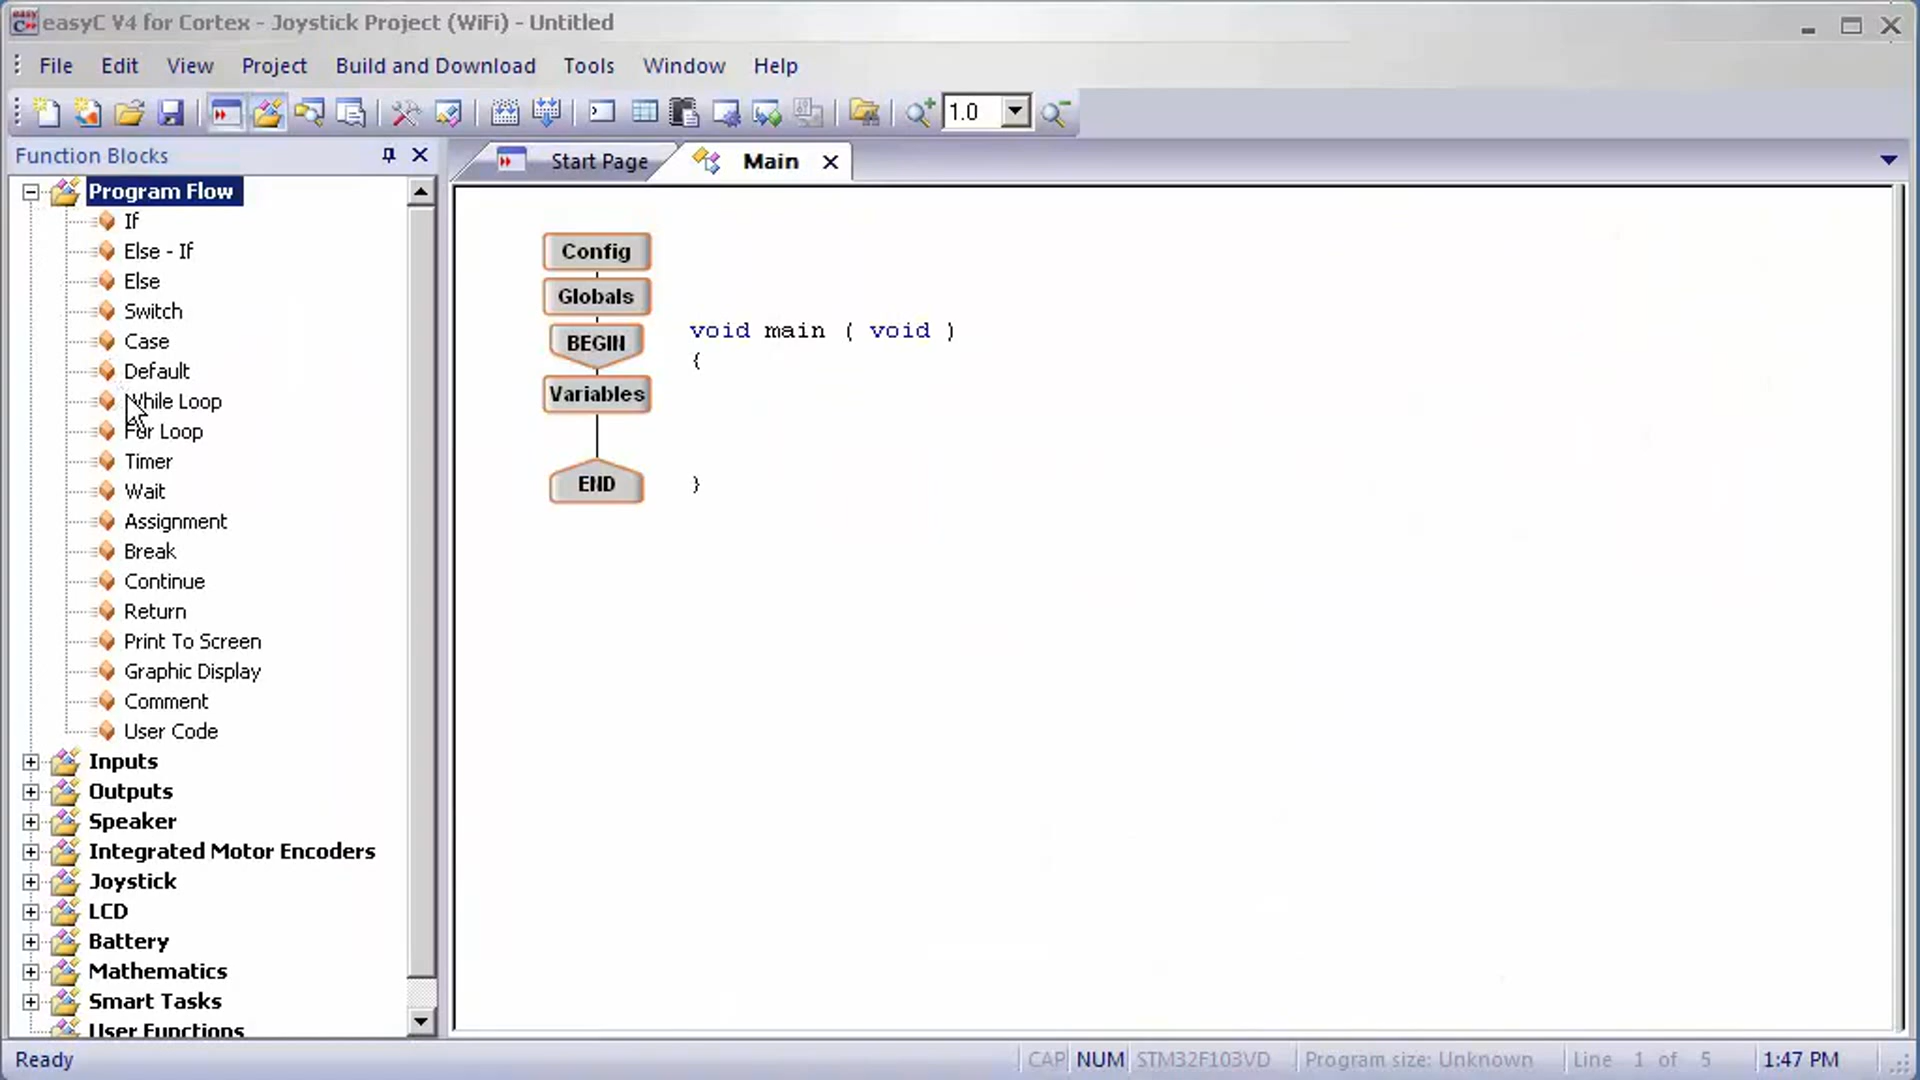 easyC V4 for Cortex - Joystick Project (WiFi) - Untitled
File Edit View Project Build and Download Tools Window Help
1.0
Function Blocks
Start Page
Main
Program Flow
If
Else - If
Else
Switch
Case
Default
While Loop
For Loop
Timer
Wait
Assignment
Break
Continue
Return
Print To Screen
Graphic Display
Comment
User Code
Inputs
Outputs
Speaker
Integrated Motor Encoders
Joystick
LCD
Battery
Mathematics
Smart Tasks
User Functions
Config
Globals
BEGIN
void main ( void )
{
Variables
END
}
Ready
CAP NUM STM32F103VD Program size: Unknown Line 1 of 5 1:47 PM